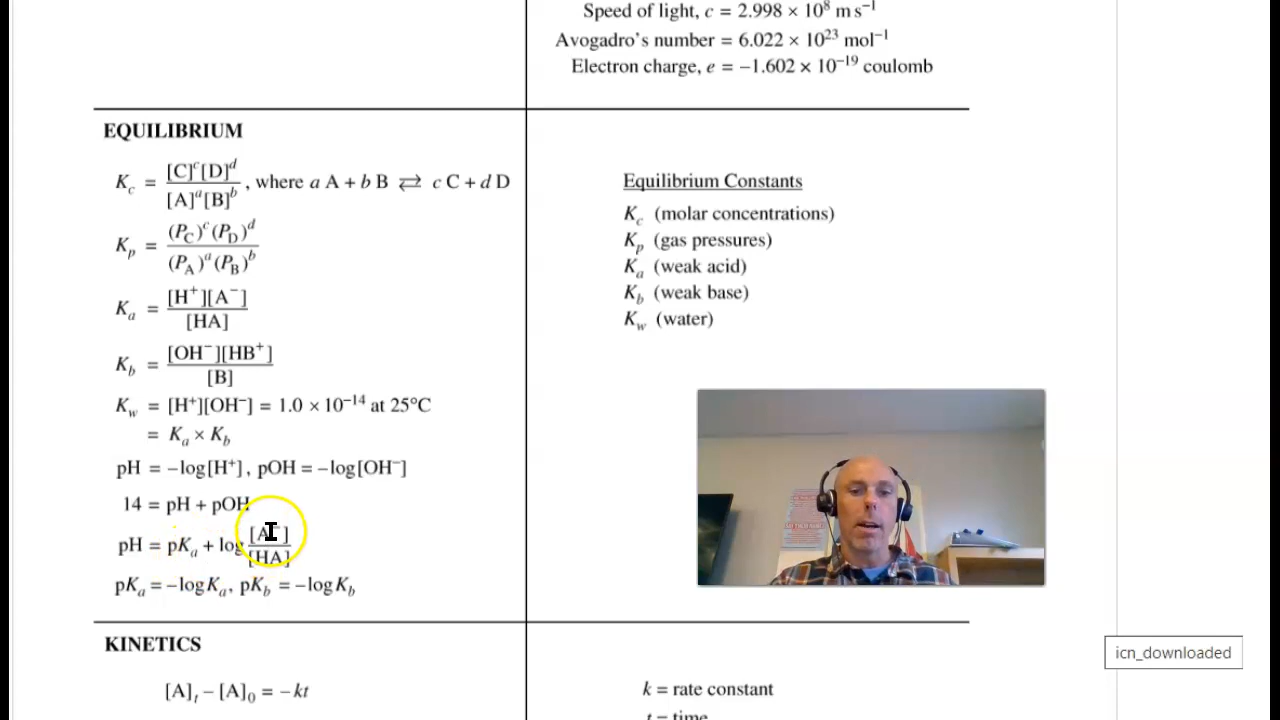 Speed of light, c = 2.998 × 10⁸ m s⁻¹
Avogadro's number = 6.022 × 10²³ mol⁻¹
Electron charge, e = −1.602 × 10⁻¹⁹ coulomb
EQUILIBRIUM
K_c = [C]^c [D]^d / [A]^a [B]^b, where a A + b B ⇄ c C + d D
K_p = (P_C)^c (P_D)^d / (P_A)^a (P_B)^b
K_a = [H⁺][A⁻] / [HA]
K_b = [OH⁻][HB⁺] / [B]
K_w = [H⁺][OH⁻] = 1.0 × 10⁻¹⁴ at 25°C
= K_a × K_b
pH = −log[H⁺], pOH = −log[OH⁻]
14 = pH + pOH
pH = pK_a + log [A⁻] / [HA]
pK_a = −log K_a, pK_b = −log K_b
Equilibrium Constants
K_c (molar concentrations)
K_p (gas pressures)
K_a (weak acid)
K_b (weak base)
K_w (water)
KINETICS
[A]_t − [A]_0 = −kt
k = rate constant
t = time
icn_downloaded